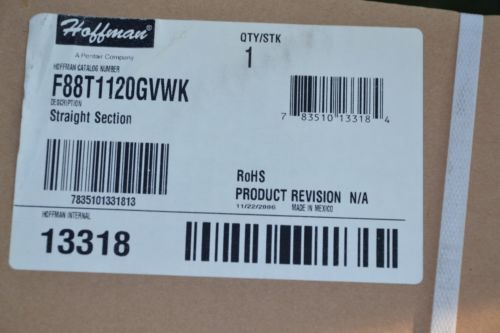 Hoffman
A Pentair Company
HOFFMAN CATALOG NUMBER
F88T1120GVWK
DESCRIPTION
Straight Section
7835101331813
HOFFMAN INTERNAL
13318
QTY/STK
1
7 83510 13318 4
RoHS
PRODUCT REVISION N/A
11/22/2006 MADE IN MEXICO